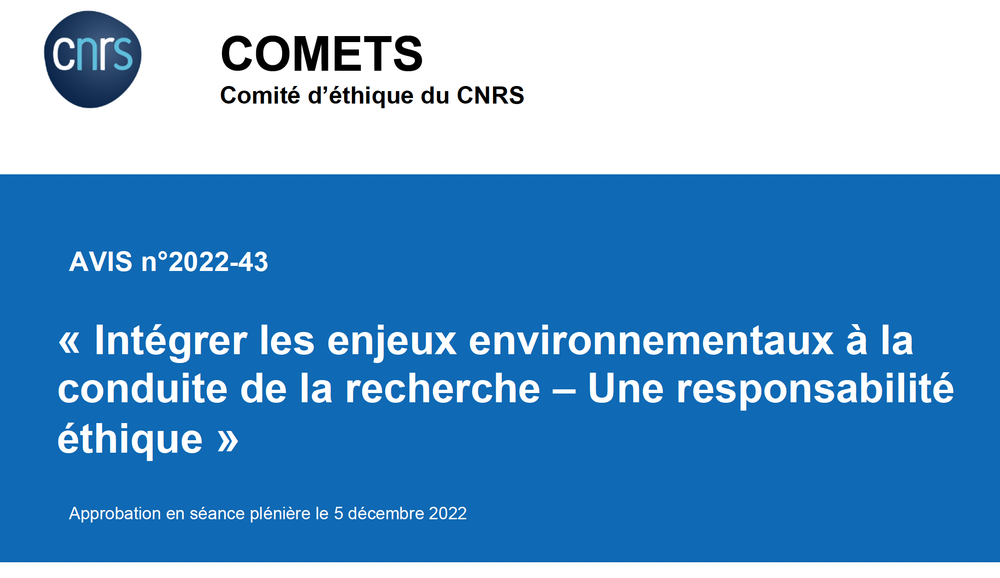 cnrs
COMETS
Comité d’éthique du CNRS
AVIS n°2022-43
« Intégrer les enjeux environnementaux à la
conduite de la recherche – Une responsabilité
éthique »
Approbation en séance plénière le 5 décembre 2022